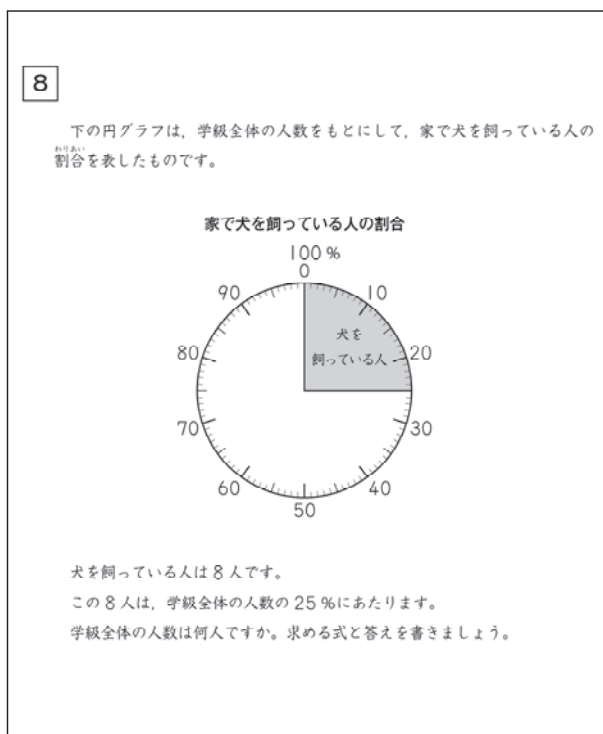 8
下の円グラフは，学級全体の人数をもとにして，家で犬を飼っている人の
わりあい
割合を表したものです。
家で犬を飼っている人の割合
100 %
0
90
10
犬を
80
飼っている人
20
70
30
60
40
50
犬を飼っている人は 8 人です。
この 8 人は，学級全体の人数の 25 %にあたります。
学級全体の人数は何人ですか。求める式と答えを書きましょう。